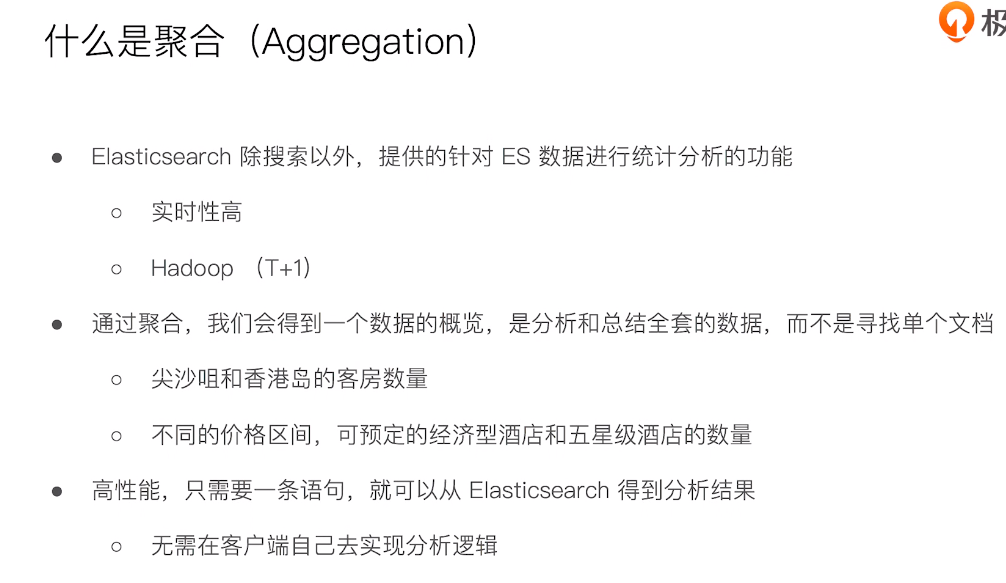 什么是聚合（Aggregation）
极
● Elasticsearch 除搜索以外，提供的针对 ES 数据进行统计分析的功能
○ 实时性高
○ Hadoop （T+1）
● 通过聚合，我们会得到一个数据的概览，是分析和总结全套的数据，而不是寻找单个文档
○ 尖沙咀和香港岛的客房数量
○ 不同的价格区间，可预定的经济型酒店和五星级酒店的数量
● 高性能，只需要一条语句，就可以从 Elasticsearch 得到分析结果
○ 无需在客户端自己去实现分析逻辑